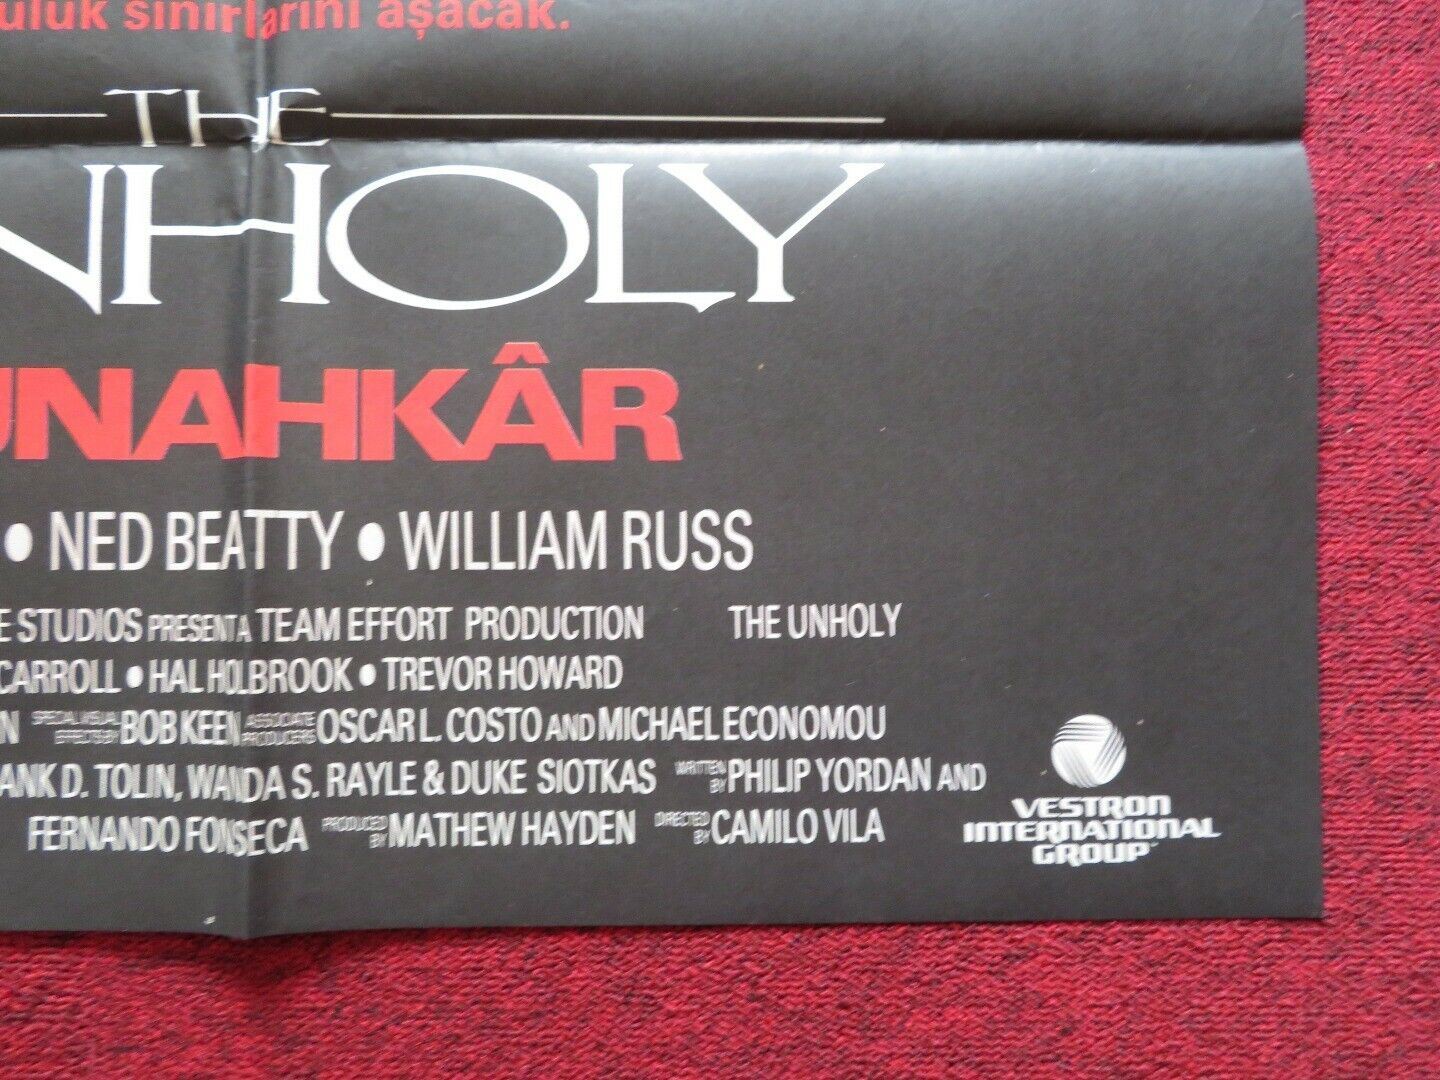 uluk sınırlarını aşacak.
THE
NHOLY
UNAHKÂR
• NED BEATTY • WILLIAM RUSS
E STUDIOS PRESENTA TEAM EFFORT PRODUCTION THE UNHOLY
CARROLL • HAL HOLBROOK • TREVOR HOWARD
N SPECIAL VISUAL EFFECTS BY BOB KEEN ASSOCIATE PRODUCERS OSCAR L. COSTO AND MICHAEL ECONOMOU
ANK D. TOLIN, WANDA S. RAYLE & DUKE SIOTKAS WRITTEN BY PHILIP YORDAN AND
FERNANDO FONSECA PRODUCED BY MATHEW HAYDEN DIRECTED BY CAMILO VILA
VESTRON
INTERNATIONAL
GROUP